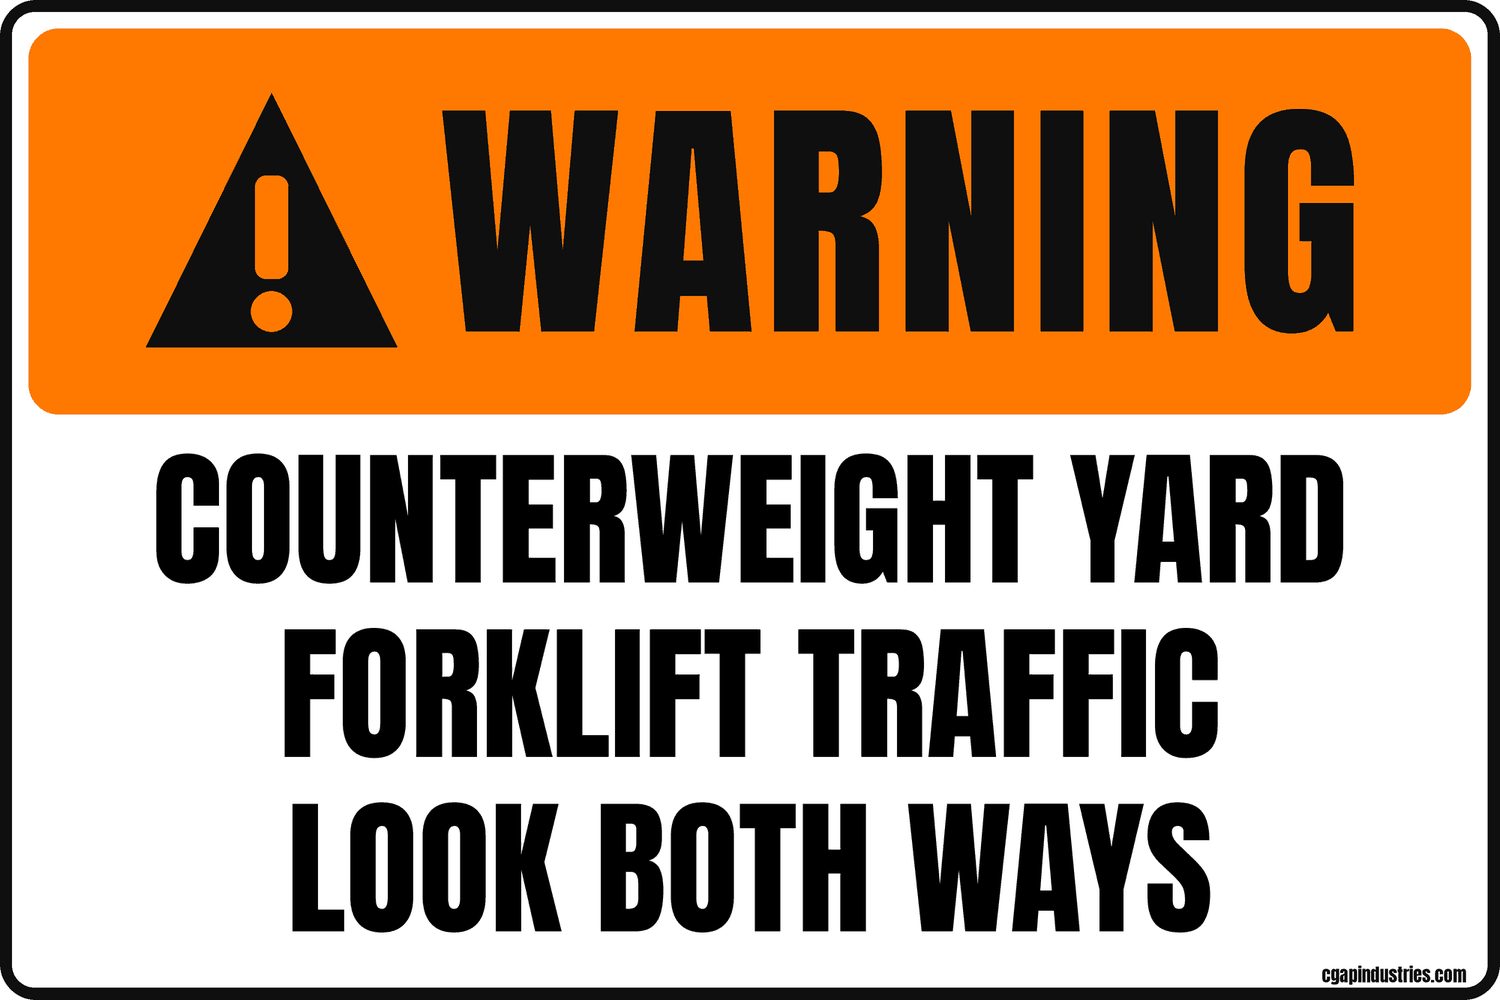 WARNING
COUNTERWEIGHT YARD
FORKLIFT TRAFFIC
LOOK BOTH WAYS
cgapindustries.com